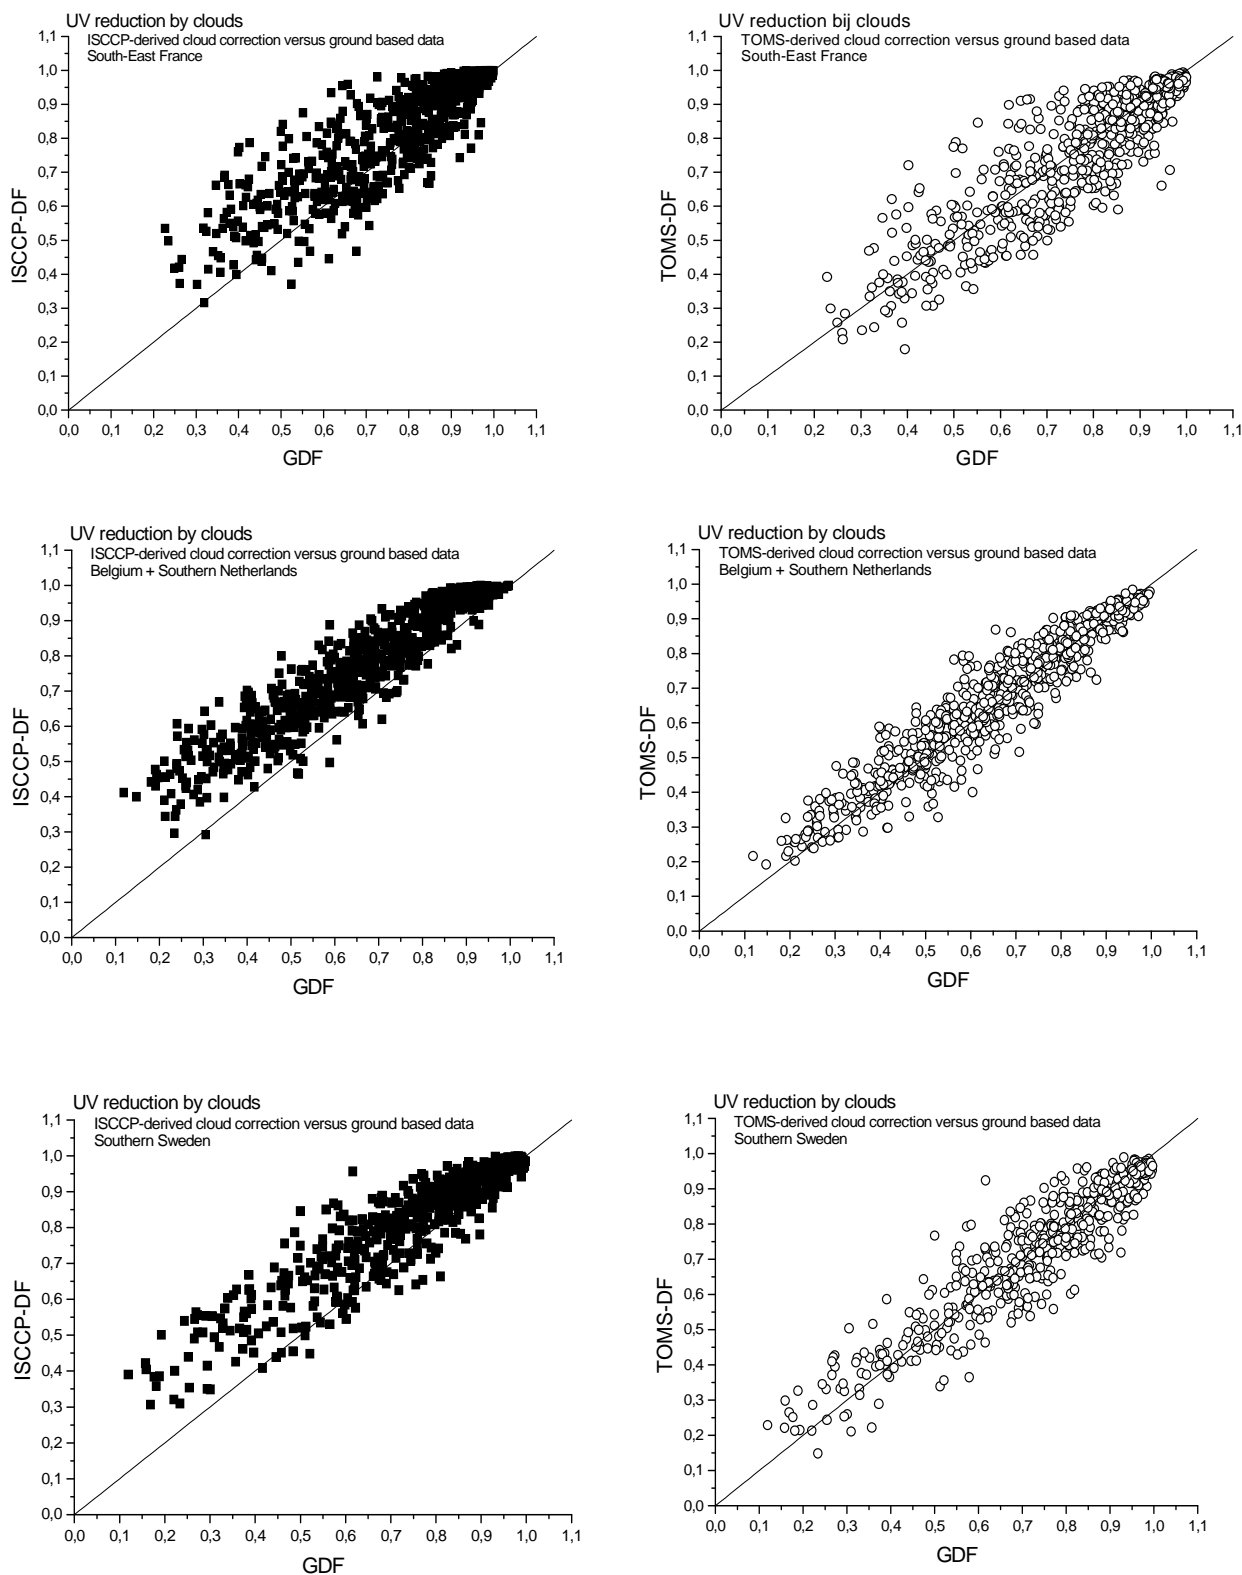 UV reduction by clouds
ISCCP-derived cloud correction versus ground based data
South-East France
1,1
1,0
0,9
0,8
0,7
0,6
0,5
0,4
0,3
0,2
0,1
0,0
ISCCP-DF
0,0 0,1 0,2 0,3 0,4 0,5 0,6 0,7 0,8 0,9 1,0 1,1
GDF
UV reduction bij clouds
TOMS-derived cloud correction versus ground based data
South-East France
1,1
1,0
0,9
0,8
0,7
0,6
0,5
0,4
0,3
0,2
0,1
0,0
TOMS-DF
0,0 0,1 0,2 0,3 0,4 0,5 0,6 0,7 0,8 0,9 1,0 1,1
GDF
UV reduction by clouds
ISCCP-derived cloud correction versus ground based data
Belgium + Southern Netherlands
1,1
1,0
0,9
0,8
0,7
0,6
0,5
0,4
0,3
0,2
0,1
0,0
ISCCP-DF
0,0 0,1 0,2 0,3 0,4 0,5 0,6 0,7 0,8 0,9 1,0 1,1
GDF
UV reduction by clouds
TOMS-derived cloud correction versus ground based data
Belgium + Southern Netherlands
1,1
1,0
0,9
0,8
0,7
0,6
0,5
0,4
0,3
0,2
0,1
0,0
TOMS-DF
0,0 0,1 0,2 0,3 0,4 0,5 0,6 0,7 0,8 0,9 1,0 1,1
GDF
UV reduction by clouds
ISCCP-derived cloud correction versus ground based data
Southern Sweden
1,1
1,0
0,9
0,8
0,7
0,6
0,5
0,4
0,3
0,2
0,1
0,0
ISCCP-DF
0,0 0,1 0,2 0,3 0,4 0,5 0,6 0,7 0,8 0,9 1,0 1,1
GDF
UV reduction by clouds
TOMS-derived cloud correction versus ground based data
Southern Sweden
1,1
1,0
0,9
0,8
0,7
0,6
0,5
0,4
0,3
0,2
0,1
0,0
TOMS-DF
0,0 0,1 0,2 0,3 0,4 0,5 0,6 0,7 0,8 0,9 1,0 1,1
GDF